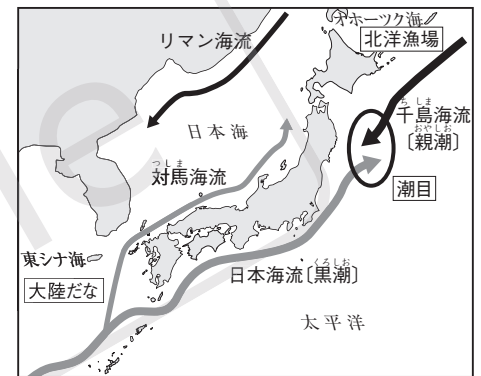 オホーツク海
リマン海流
北洋漁場
ちしま
千島海流
おやしお
〔親潮〕
日本海
つしま
対馬海流
潮目
東シナ海
大陸だな
くろしお
日本海流〔黒潮〕
太平洋